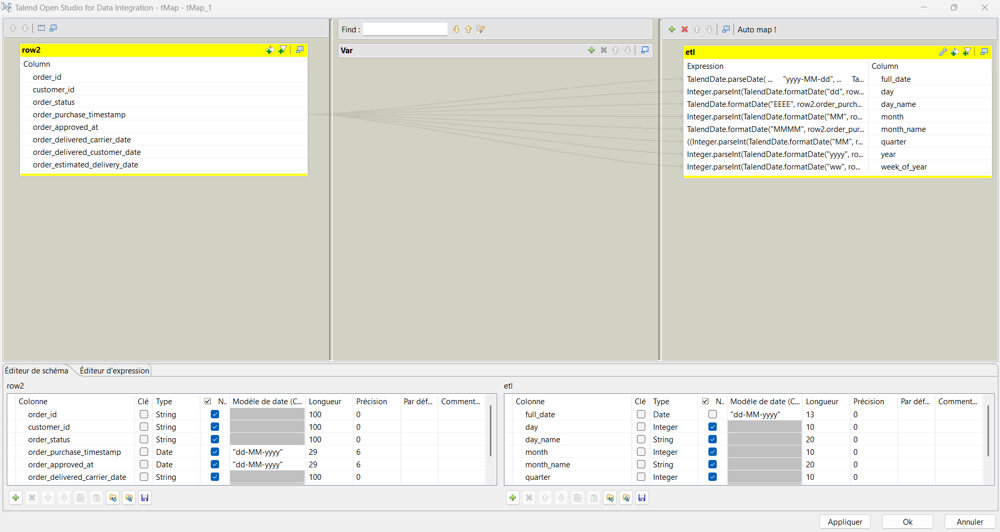 Talend Open Studio for Data Integration - tMap - tMap_1
Find :
Auto map !
row2
Column
order_id
customer_id
order_status
order_purchase_timestamp
order_approved_at
order_delivered_carrier_date
order_delivered_customer_date
order_estimated_delivery_date
Var
etl
Expression Column
TalendDate.parseDate( ... "yyyy-MM-dd", ... Ta... full_date
Integer.parseInt(TalendDate.formatDate("dd", row... day
TalendDate.formatDate("EEEE", row2.order_purch... day_name
Integer.parseInt(TalendDate.formatDate("MM", ro... month
TalendDate.formatDate("MMMM", row2.order_pur... month_name
((Integer.parseInt(TalendDate.formatDate("MM", r... quarter
Integer.parseInt(TalendDate.formatDate("yyyy", ro... year
Integer.parseInt(TalendDate.formatDate("ww", ro... week_of_year
Éditeur de schéma Éditeur d'expression
row2
Colonne Clé Type N.. Modèle de date (C... Longueur Précision Par déf... Comment...
order_id String 100 0
customer_id String 100 0
order_status String 100 0
order_purchase_timestamp Date "dd-MM-yyyy" 29 6
order_approved_at Date "dd-MM-yyyy" 29 6
order_delivered_carrier_date String 100 0
etl
Colonne Clé Type N.. Modèle de date (C... Longueur Précision Par déf... Comment...
full_date Date "dd-MM-yyyy" 13 0
day Integer 10 0
day_name String 20 0
month Integer 10 0
month_name String 20 0
quarter Integer 10 0
Appliquer Ok Annuler